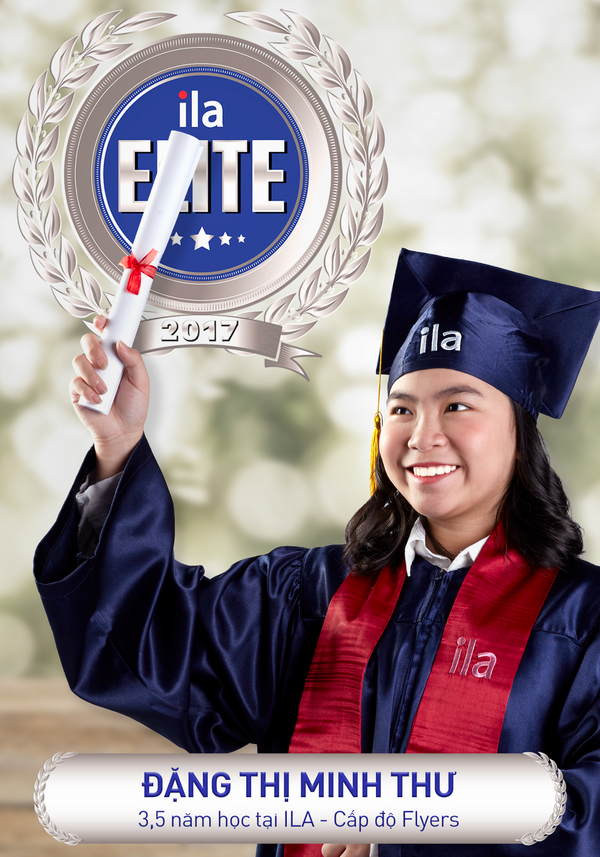 ila
ELITE
2017
ila
ila
ĐẶNG THỊ MINH THƯ
3,5 năm học tại ILA - Cấp độ Flyers